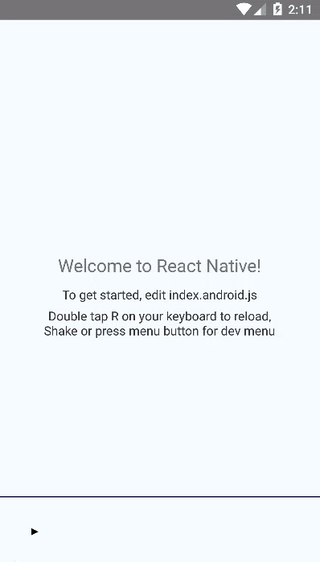 2:11
Welcome to React Native!
To get started, edit index.android.js
Double tap R on your keyboard to reload,
Shake or press menu button for dev menu